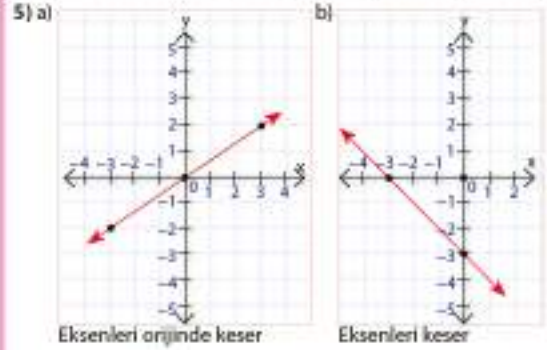 5) a) b)
y y
5 5
4 4
3 3
2 2
1 1
-4 -3 -2 -1 0 1 2 3 4 x
-4 -3 -2 -1 0 1 2 x
-1 -1
-2 -2
-3 -3
-4 -4
-5 -5
Eksenleri orijinde keser Eksenleri keser